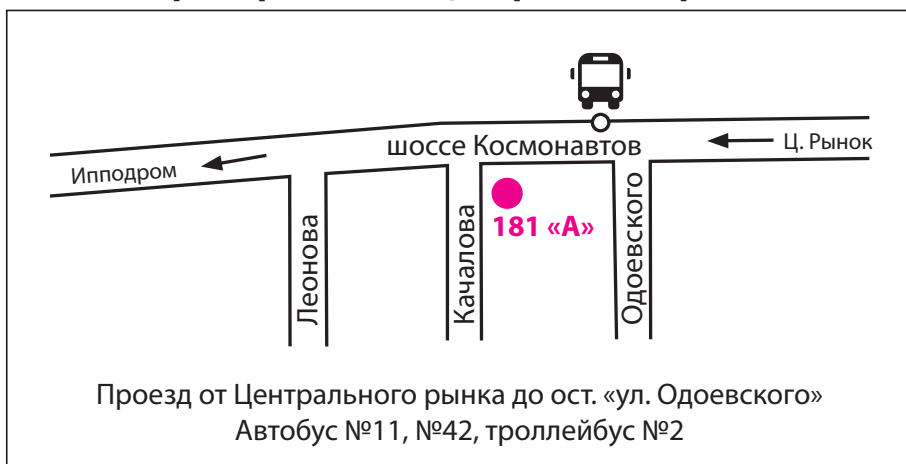 шоссе Космонавтов
Ц. Рынок
Ипподром
181 «А»
Леонова
Качалова
Одоевского
Проезд от Центрального рынка до ост. «ул. Одоевского»
Автобус №11, №42, троллейбус №2